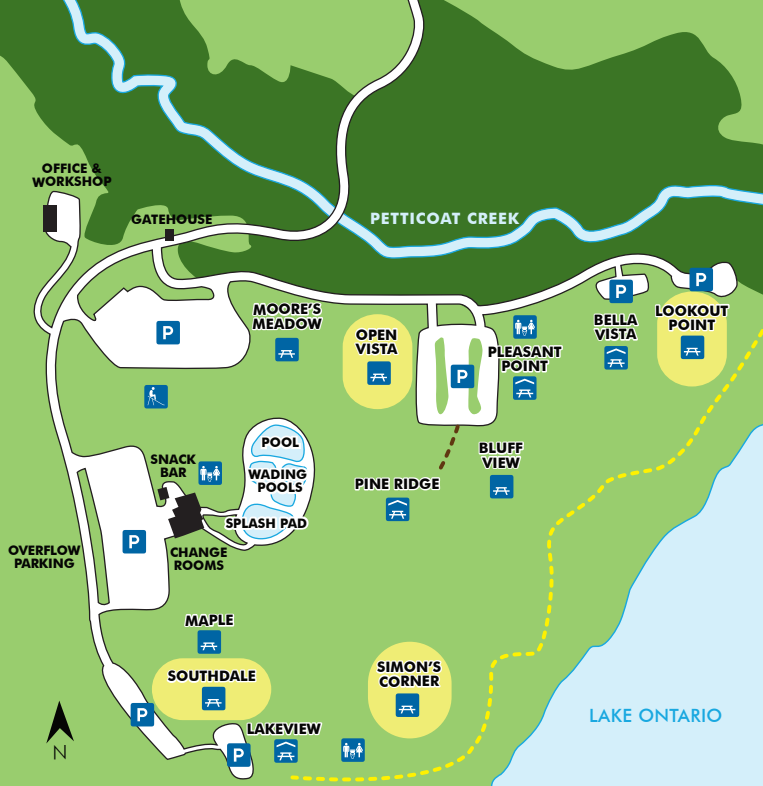 OFFICE &
WORKSHOP
GATEHOUSE
PETTICOAT CREEK
MOORE'S
MEADOW
OPEN
VISTA
PLEASANT
POINT
BELLA
VISTA
LOOKOUT
POINT
P
P
P
P
SNACK
BAR
POOL
WADING
POOLS
SPLASH PAD
CHANGE
ROOMS
OVERFLOW
PARKING
P
PINE RIDGE
BLUFF
VIEW
MAPLE
SOUTHDALE
SIMON'S
CORNER
LAKEVIEW
P
P
LAKE ONTARIO
N